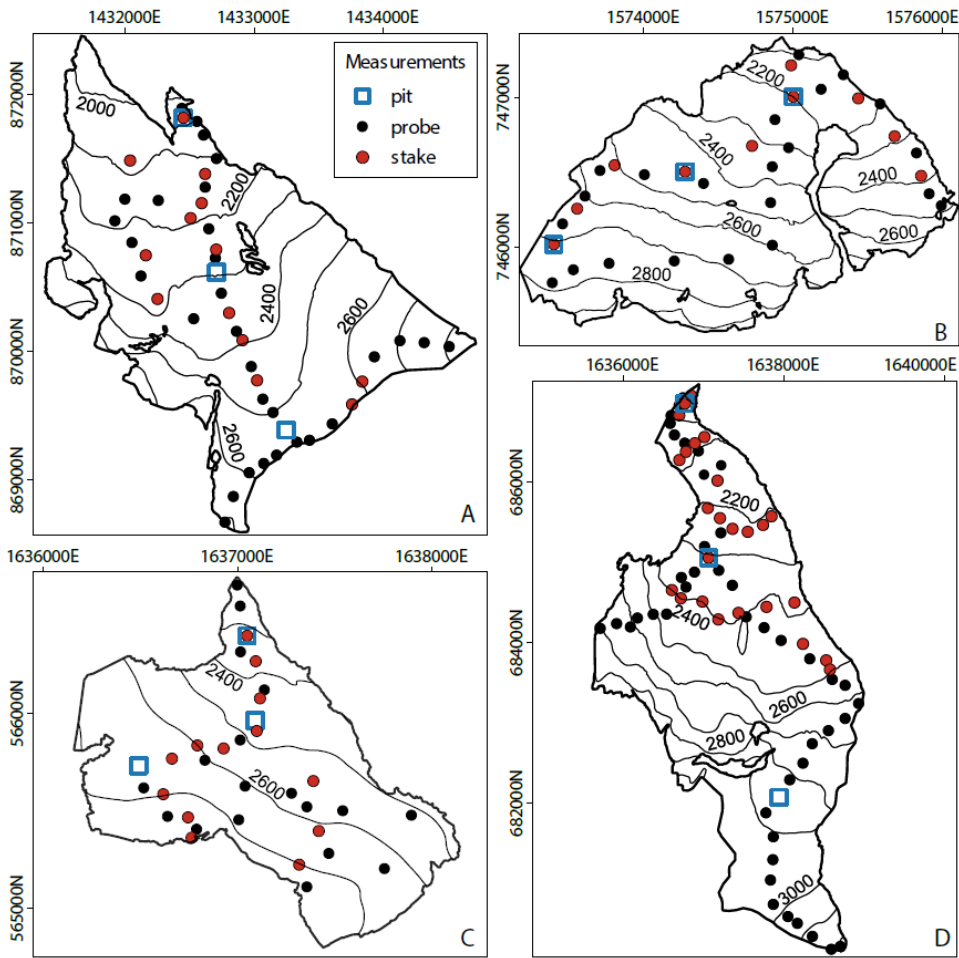 1432000E 1433000E 1434000E
872000N
871000N
870000N
869000N
Measurements
pit
probe
stake
2000
2200
2400
2600
2600
A
1574000E 1575000E 1576000E
747000N
746000N
2200
2400
2400
2600
2600
2800
B
1636000E 1637000E 1638000E
566000N
565000N
2400
2600
C
1636000E 1638000E 1640000E
686000N
684000N
682000N
2200
2400
2600
2800
3000
D